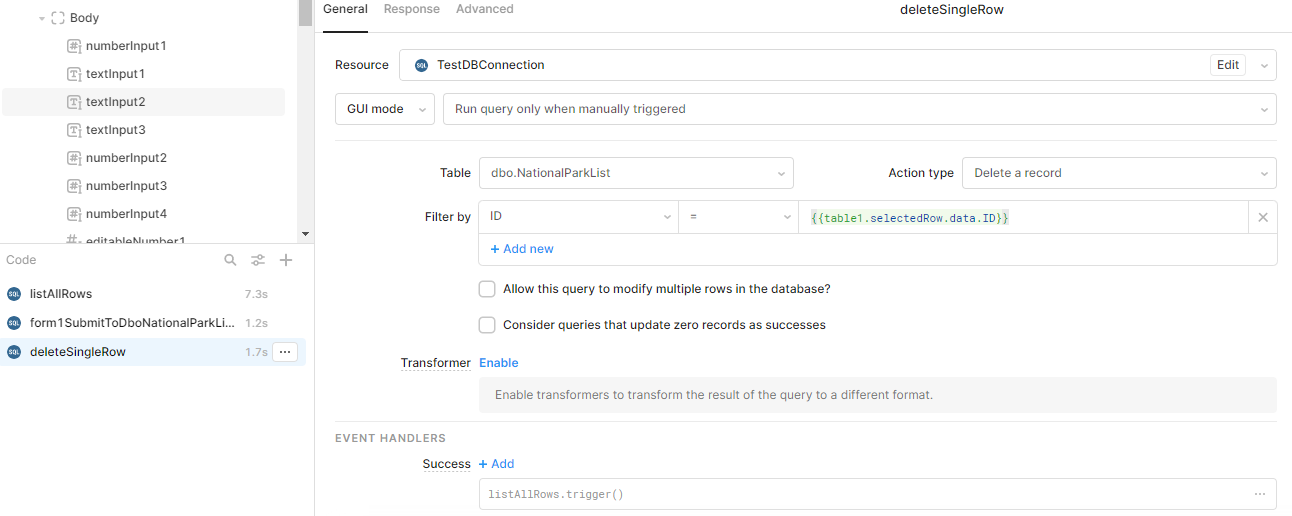 Body
numberInput1
textInput1
textInput2
textInput3
numberInput2
numberInput3
numberInput4
editableNumber1
Code
SQL listAllRows 7.3s
SQL form1SubmitToDboNationalParkLi... 1.2s
SQL deleteSingleRow 1.7s ...
General Response Advanced deleteSingleRow
Resource SQL TestDBConnection Edit
GUI mode Run query only when manually triggered
Table dbo.NationalParkList Action type Delete a record
Filter by ID = {{table1.selectedRow.data.ID}}
+ Add new
Allow this query to modify multiple rows in the database?
Consider queries that update zero records as successes
Transformer Enable
Enable transformers to transform the result of the query to a different format.
EVENT HANDLERS
Success + Add
listAllRows.trigger() ...